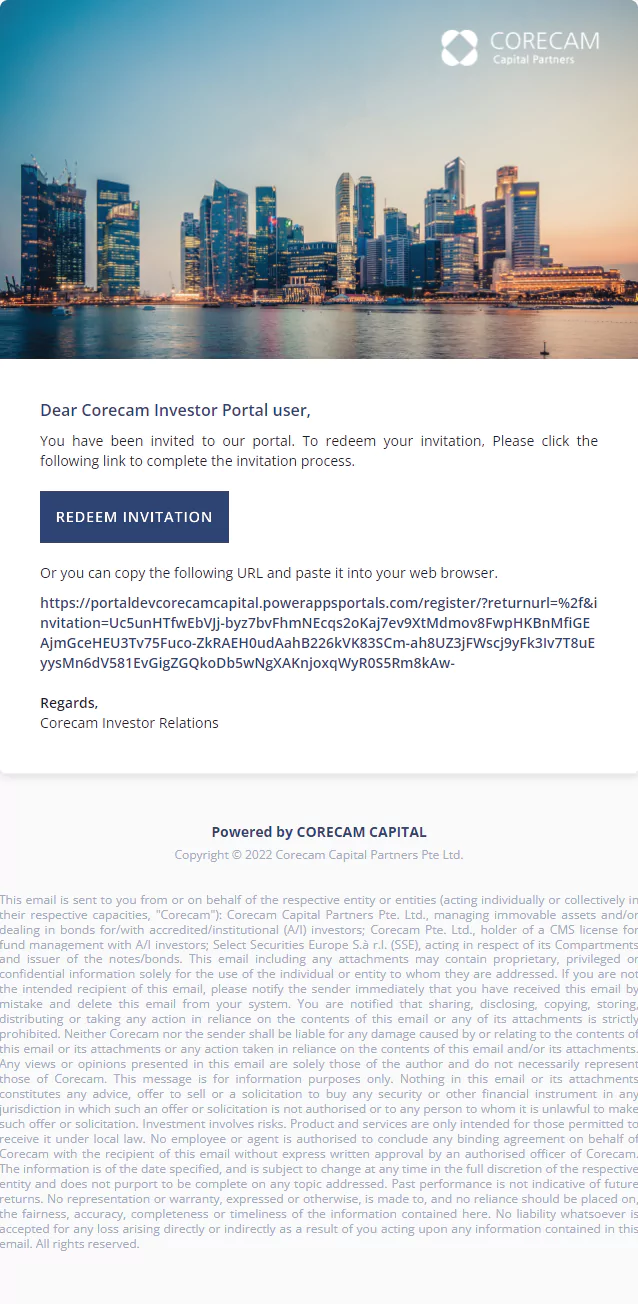 CORECAM
Capital Partners
Dear Corecam Investor Portal user,
You have been invited to our portal. To redeem your invitation, Please click the
following link to complete the invitation process.
REDEEM INVITATION
Or you can copy the following URL and paste it into your web browser.
https://portaldevcorecamcapital.powerappsportals.com/register/?returnurl=%2f&i
nvitation=Uc5unHTfwEbVJj-byz7bvFhmNEcqs2oKaj7ev9XtMdmov8FwpHKBnMfiGE
AjmGceHEU3Tv75Fuco-ZkRAEH0udAahB226kVK83SCm-ah8UZ3jFWscj9yFk3Iv7T8uE
yysMn6dV581EvGigZGQkoDb5wNgXAKnjoxqWyR0S5Rm8kAw-
Regards,
Corecam Investor Relations
Powered by CORECAM CAPITAL
Copyright © 2022 Corecam Capital Partners Pte Ltd.
This email is sent to you from or on behalf of the respective entity or entities (acting individually or collectively in
their respective capacities, "Corecam"): Corecam Capital Partners Pte. Ltd., managing immovable assets and/or
dealing in bonds for/with accredited/institutional (A/I) investors; Corecam Pte. Ltd., holder of a CMS license for
fund management with A/I investors; Select Securities Europe S.à r.l. (SSE), acting in respect of its Compartments
and issuer of the notes/bonds. This email including any attachments may contain proprietary, privileged or
confidential information solely for the use of the individual or entity to whom they are addressed. If you are not
the intended recipient of this email, please notify the sender immediately that you have received this email by
mistake and delete this email from your system. You are notified that sharing, disclosing, copying, storing,
distributing or taking any action in reliance on the contents of this email or any of its attachments is strictly
prohibited. Neither Corecam nor the sender shall be liable for any damage caused by or relating to the contents of
this email or its attachments or any action taken in reliance on the contents of this email and/or its attachments.
Any views or opinions presented in this email are solely those of the author and do not necessarily represent
those of Corecam. This message is for information purposes only. Nothing in this email or its attachments
constitutes any advice, offer to sell or a solicitation to buy any security or other financial instrument in any
jurisdiction in which such an offer or solicitation is not authorised or to any person to whom it is unlawful to make
such offer or solicitation. Investment involves risks. Product and services are only intended for those permitted to
receive it under local law. No employee or agent is authorised to conclude any binding agreement on behalf of
Corecam with the recipient of this email without express written approval by an authorised officer of Corecam.
The information is of the date specified, and is subject to change at any time in the full discretion of the respective
entity and does not purport to be complete on any topic addressed. Past performance is not indicative of future
returns. No representation or warranty, expressed or otherwise, is made to, and no reliance should be placed on,
the fairness, accuracy, completeness or timeliness of the information contained here. No liability whatsoever is
accepted for any loss arising directly or indirectly as a result of you acting upon any information contained in this
email. All rights reserved.